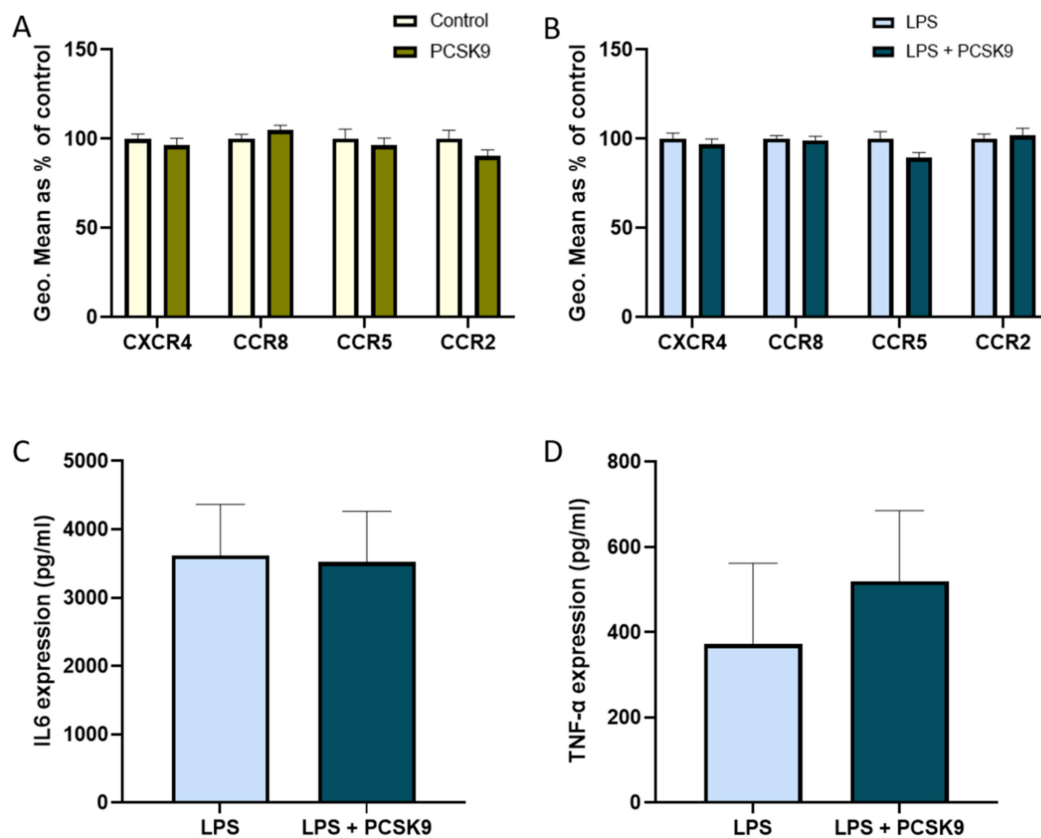 A
Control
PCSK9
Geo. Mean as % of control
150
100
50
0
CXCR4 CCR8 CCR5 CCR2
B
LPS
LPS + PCSK9
Geo. Mean as % of control
150
100
50
0
CXCR4 CCR8 CCR5 CCR2
C
IL6 expression (pg/ml)
5000
4000
3000
2000
1000
0
LPS LPS + PCSK9
D
TNF-α expression (pg/ml)
800
600
400
200
0
LPS LPS + PCSK9